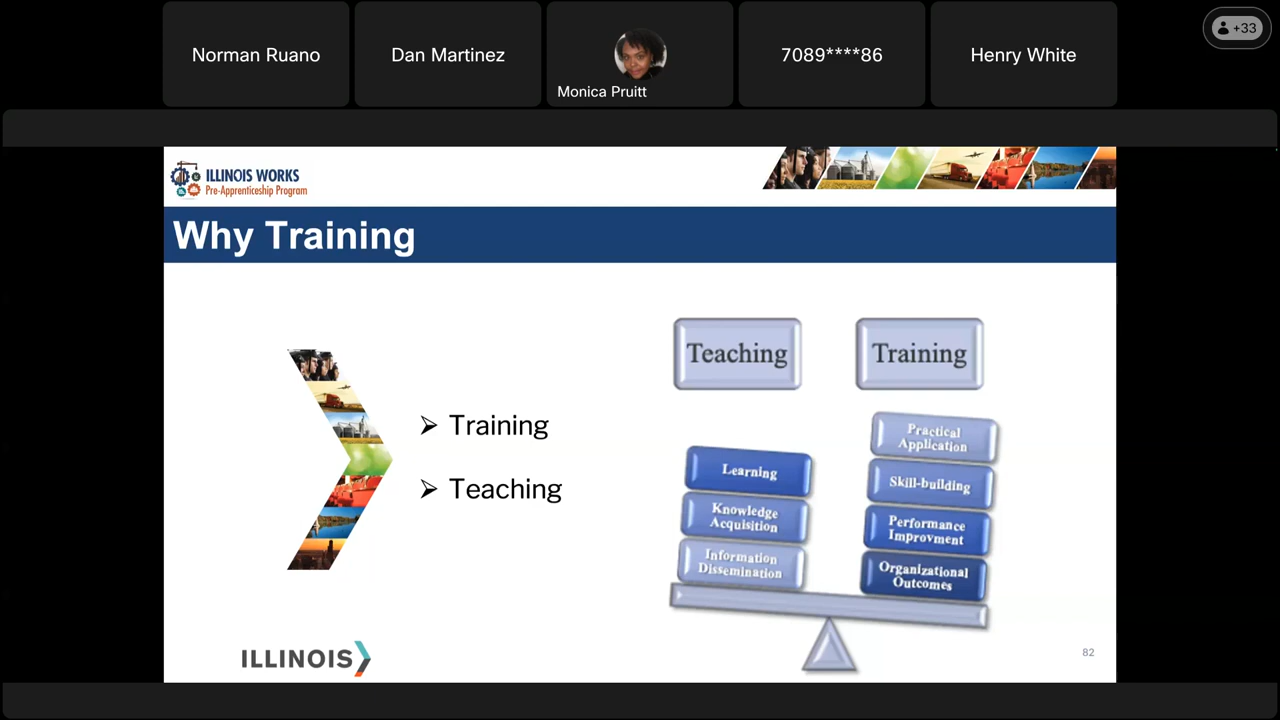 Norman Ruano
Dan Martinez
Monica Pruitt
7089****86
Henry White
+33
ILLINOIS WORKS
Pre-Apprenticeship Program
Why Training
➢ Training
➢ Teaching
Teaching
Training
Learning
Knowledge
Acquisition
Information
Dissemination
Practical
Application
Skill-building
Performance
Improvment
Organizational
Outcomes
ILLINOIS
82